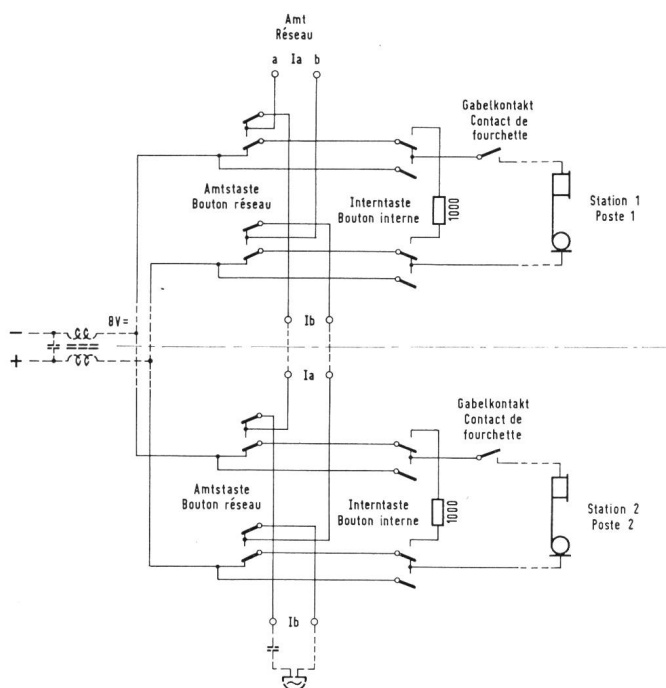 Amt
Réseau
a Ia b
Gabelkontakt
Contact de
fourchette
Amtstaste
Bouton réseau
Interntaste
Bouton interne
1000
Station 1
Poste 1
8V=
Ib
−
+
Ia
Gabelkontakt
Contact de
fourchette
Amtstaste
Bouton réseau
Interntaste
Bouton interne
1000
Station 2
Poste 2
Ib